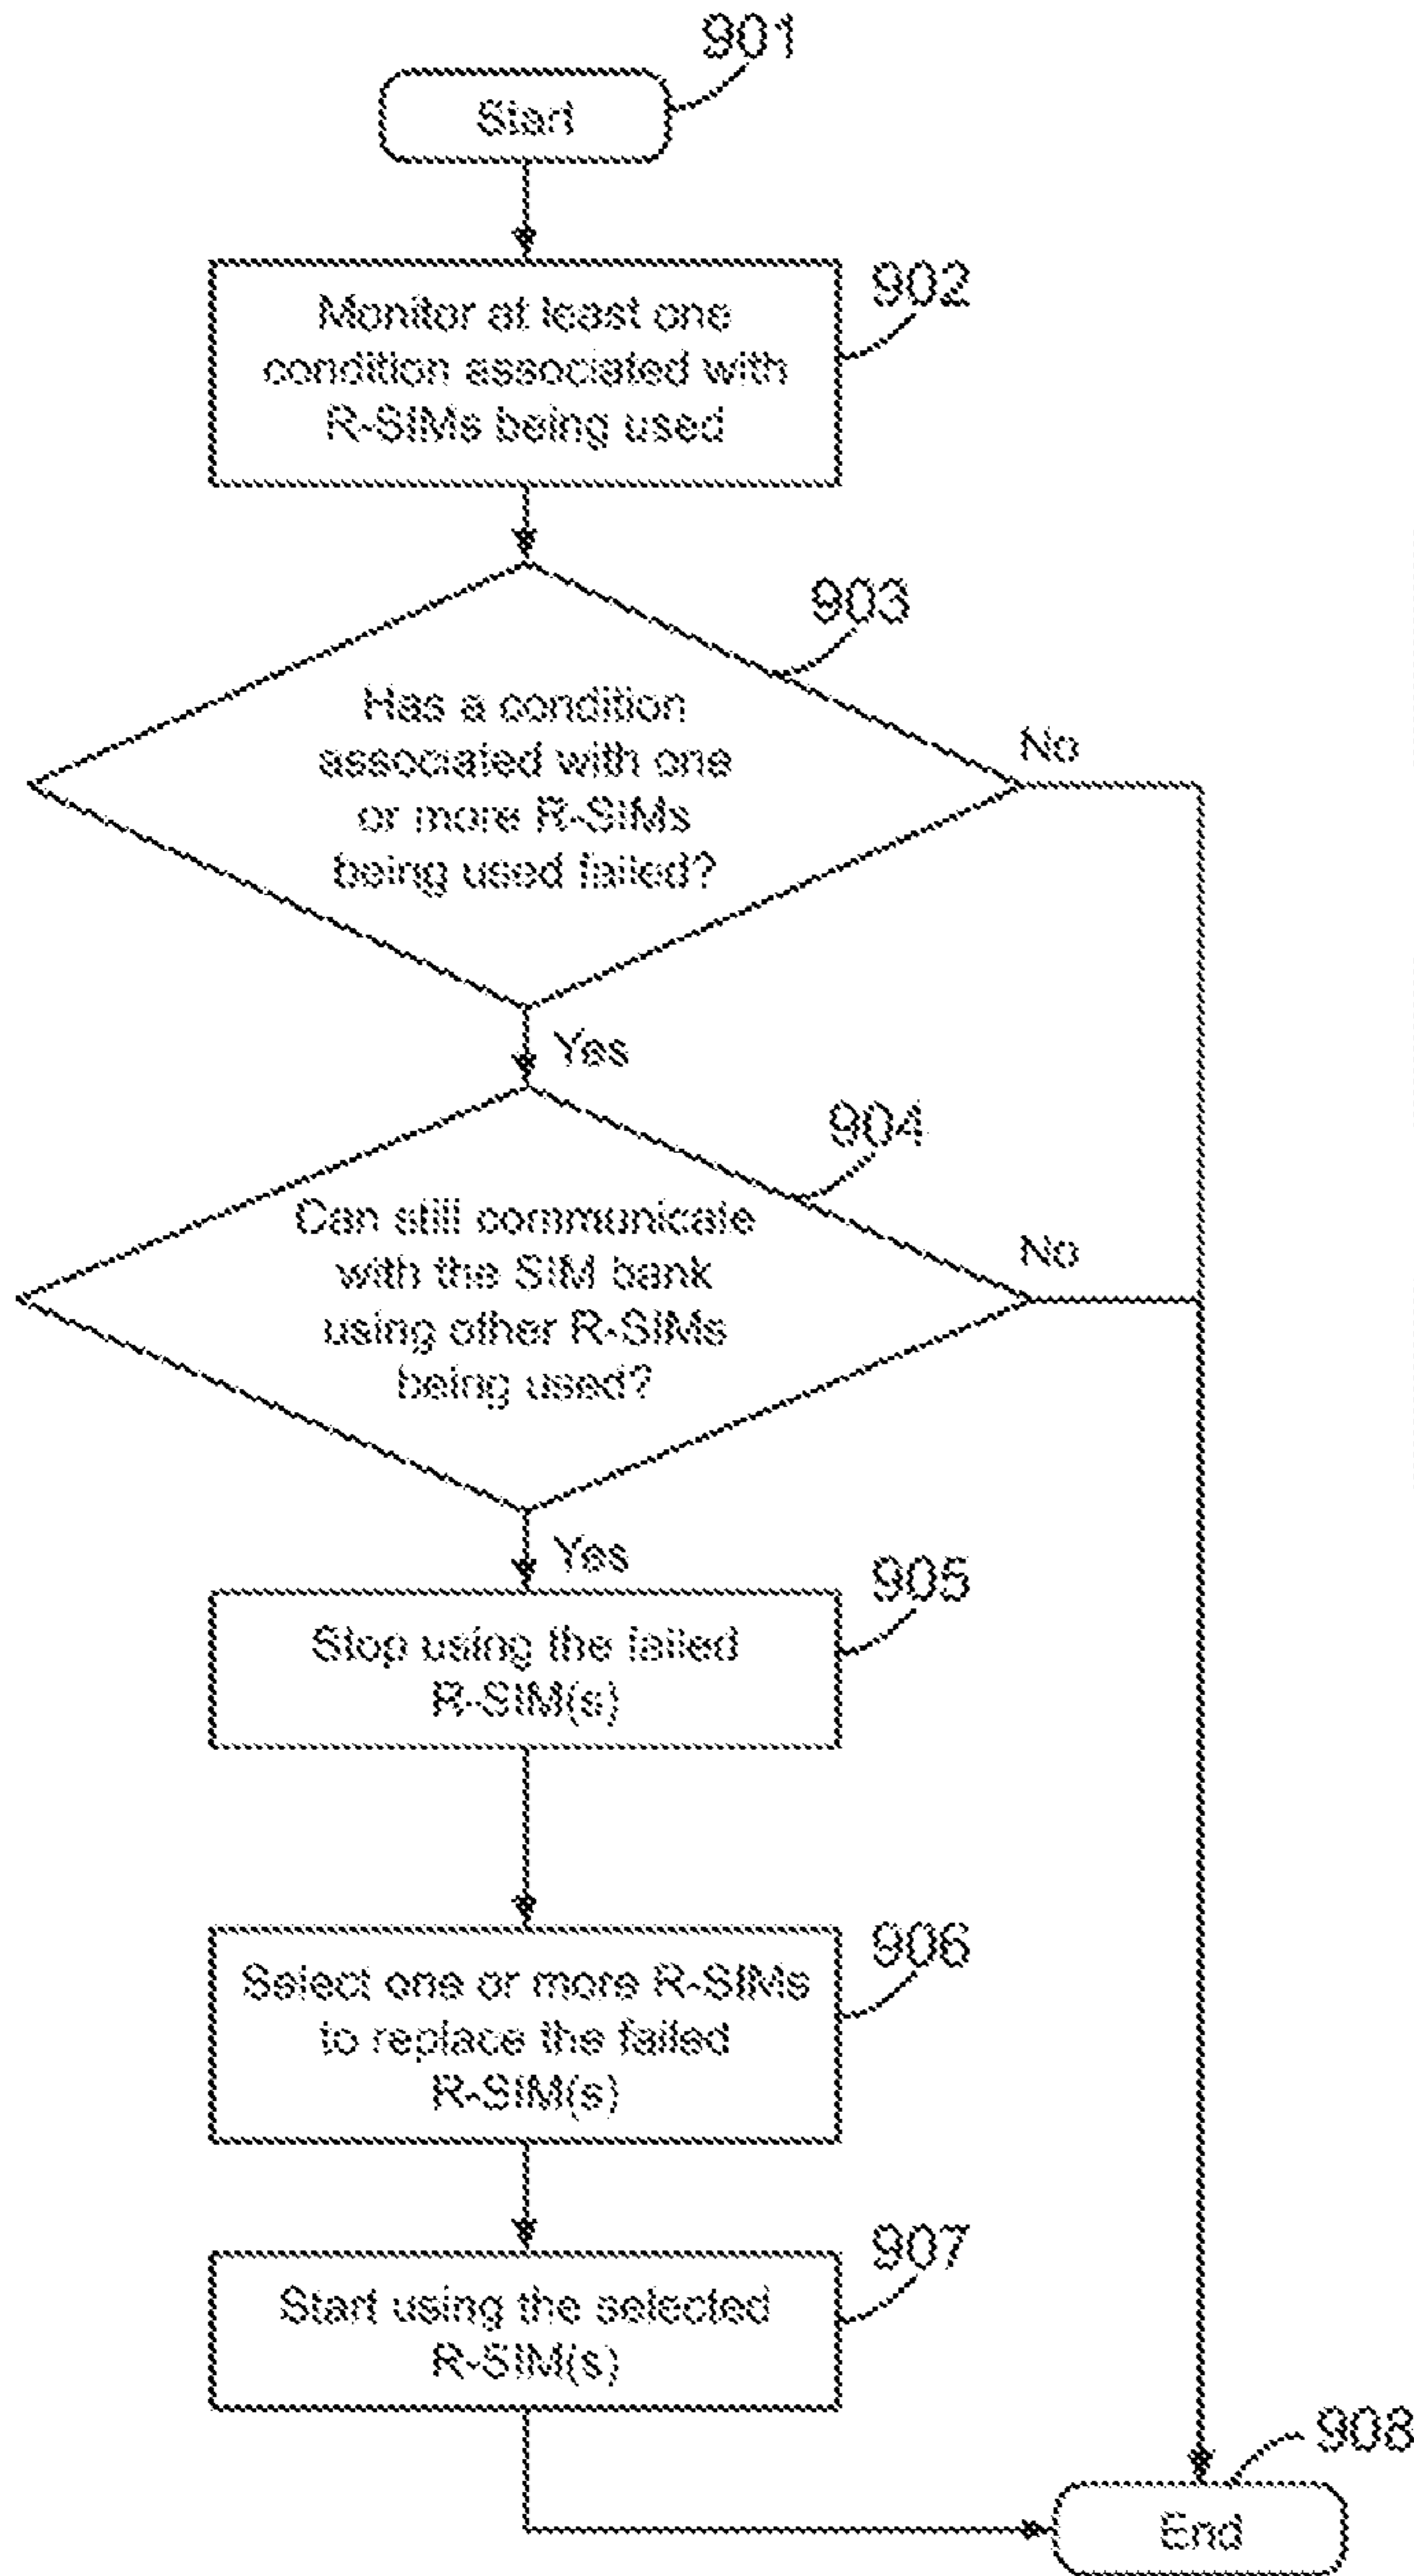 901
Start
902
Monitor at least one
condition associated with
R-SIMs being used
903
Has a condition
associated with one
or more R-SIMs
being used failed?
No
Yes
904
Can still communicate
with the SIM bank
using other R-SIMs
being used?
No
Yes
905
Stop using the failed
R-SIM(s)
906
Select one or more R-SIMs
to replace the failed
R-SIM(s)
907
Start using the selected
R-SIM(s)
908
End